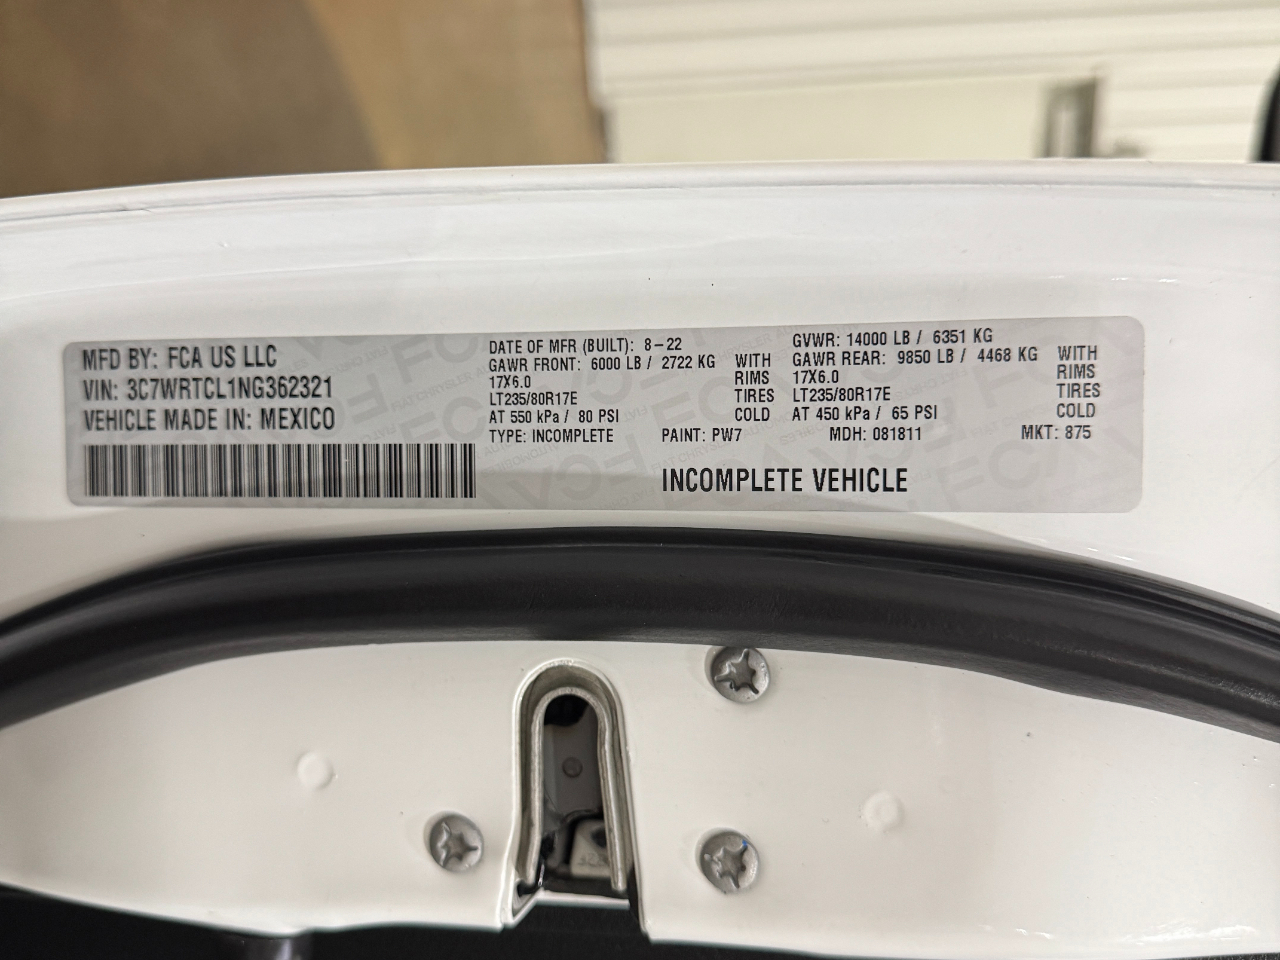 MFD BY: FCA US LLC
VIN: 3C7WRTCL1NG362321
VEHICLE MADE IN: MEXICO
DATE OF MFR (BUILT): 8-22
GAWR FRONT: 6000 LB / 2722 KG WITH
17X6.0 RIMS
LT235/80R17E TIRES
AT 550 kPa / 80 PSI COLD
TYPE: INCOMPLETE PAINT: PW7
GVWR: 14000 LB / 6351 KG
GAWR REAR: 9850 LB / 4468 KG WITH
17X6.0 RIMS
LT235/80R17E TIRES
AT 450 kPa / 65 PSI COLD
MDH: 081811 MKT: 875
INCOMPLETE VEHICLE